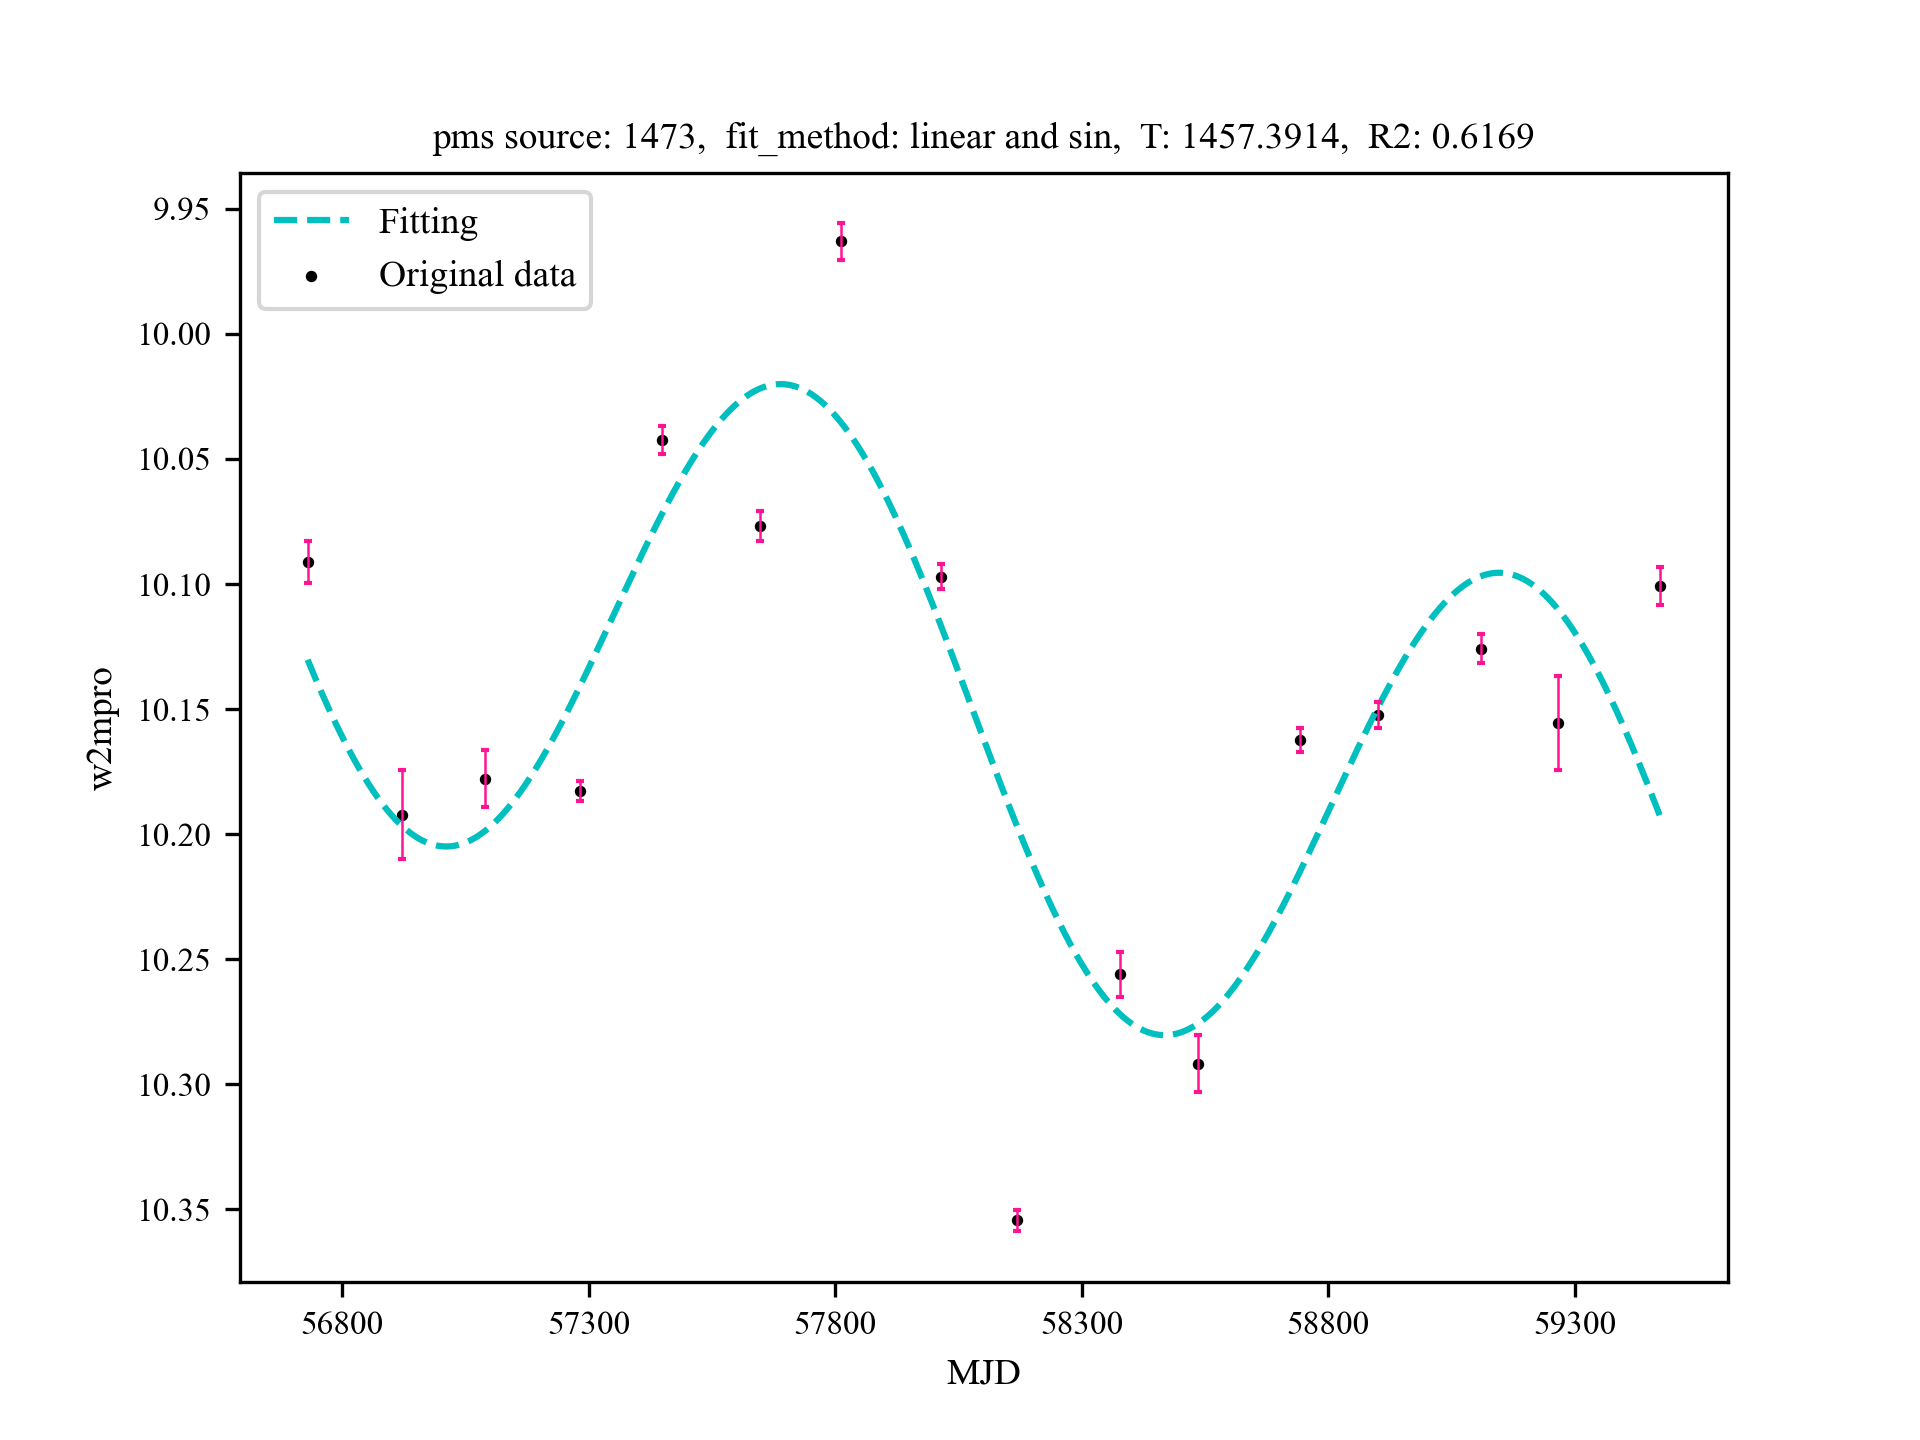 pms source: 1473,  fit_method: linear and sin,  T: 1457.3914,  R2: 0.6169
Fitting
Original data
9.95
10.00
10.05
10.10
10.15
10.20
10.25
10.30
10.35
w2mpro
56800 57300 57800 58300 58800 59300
MJD